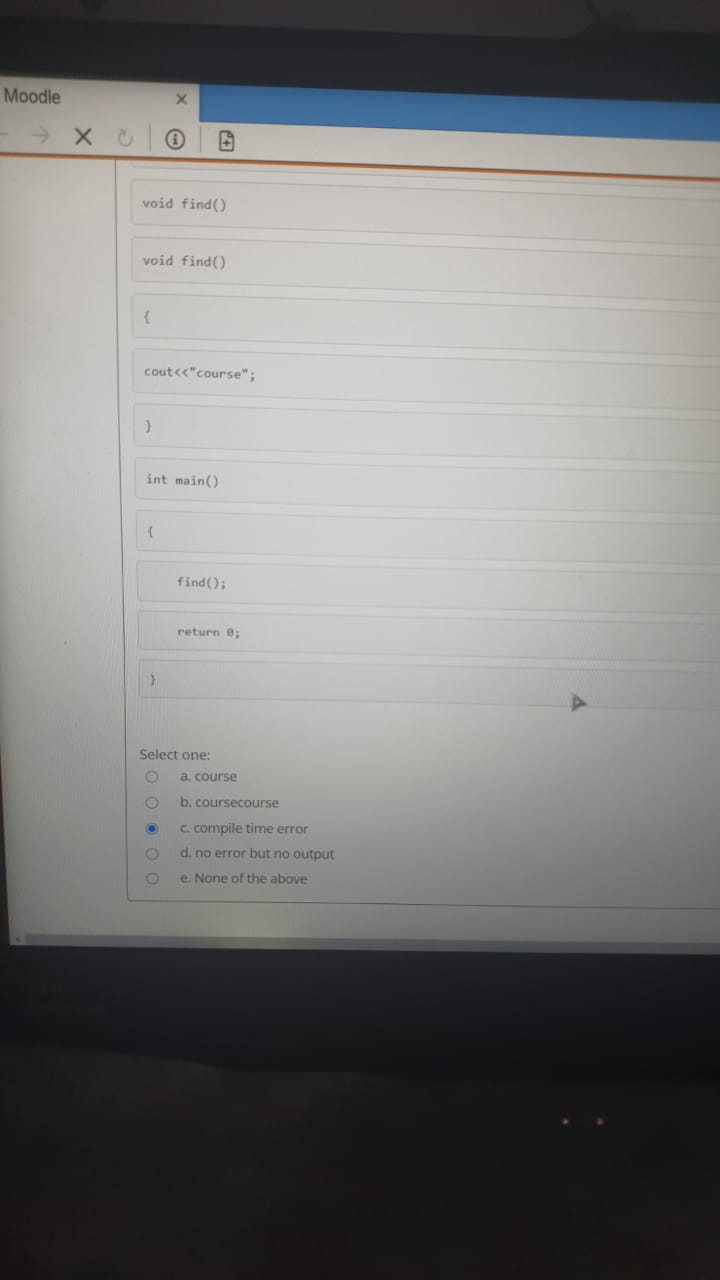 Moodle
void find()
void find()
{
cout<<"course";
}
int main()
{
find();
return 0;
}
Select one:
a. course
b. coursecourse
c. compile time error
d. no error but no output
e. None of the above